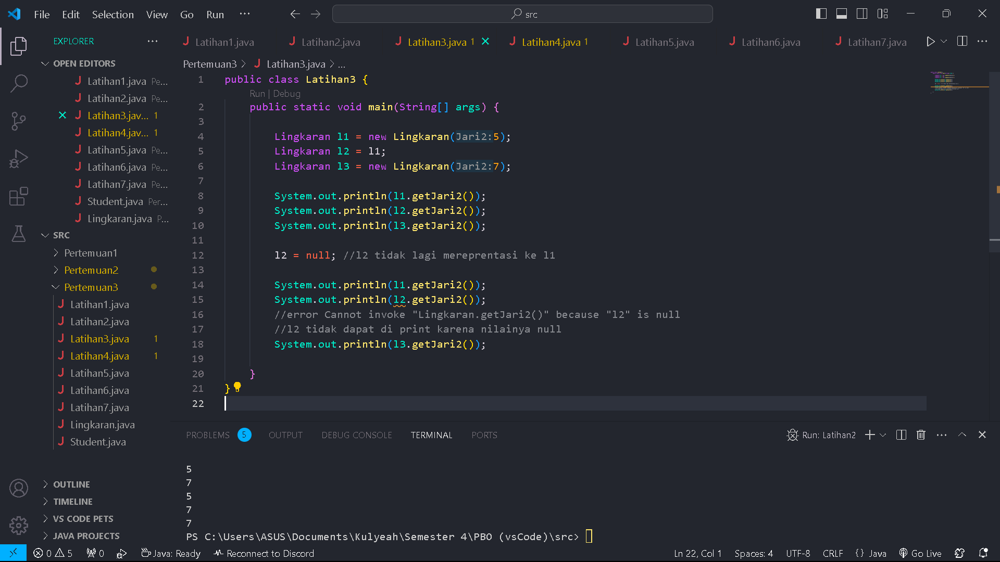 File Edit Selection View Go Run ··· src
EXPLORER ···
OPEN EDITORS
Latihan1.java Pe...
Latihan2.java Pe...
Latihan3.jav... 1
Latihan4.jav... 1
Latihan5.java Pe...
Latihan6.java Pe...
Latihan7.java Pe...
Student.java Per...
Lingkaran.java P...
SRC
Pertemuan1
Pertemuan2
Pertemuan3
Latihan1.java
Latihan2.java
Latihan3.java 1
Latihan4.java 1
Latihan5.java
Latihan6.java
Latihan7.java
Lingkaran.java
Student.java
OUTLINE
TIMELINE
VS CODE PETS
JAVA PROJECTS
Latihan1.java Latihan2.java Latihan3.java 1 Latihan4.java 1 Latihan5.java Latihan6.java Latihan7.java
Pertemuan3 > Latihan3.java > ...
1 public class Latihan3 {
Run | Debug
2 public static void main(String[] args) {
3
4 Lingkaran l1 = new Lingkaran(Jari2:5);
5 Lingkaran l2 = l1;
6 Lingkaran l3 = new Lingkaran(Jari2:7);
7
8 System.out.println(l1.getJari2());
9 System.out.println(l2.getJari2());
10 System.out.println(l3.getJari2());
11
12 l2 = null; //l2 tidak lagi mereprentasi ke l1
13
14 System.out.println(l1.getJari2());
15 System.out.println(l2.getJari2());
16 //error Cannot invoke "Lingkaran.getJari2()" because "l2" is null
17 //l2 tidak dapat di print karena nilainya null
18 System.out.println(l3.getJari2());
19
20 }
21 }
22
PROBLEMS 5 OUTPUT DEBUG CONSOLE TERMINAL PORTS Run: Latihan2
5
7
5
7
7
PS C:\Users\ASUS\Documents\Kulyeah\Semester 4\PBO (vsCode)\src>
0 5 0 Java: Ready Reconnect to Discord Ln 22, Col 1 Spaces: 4 UTF-8 CRLF {} Java Go Live